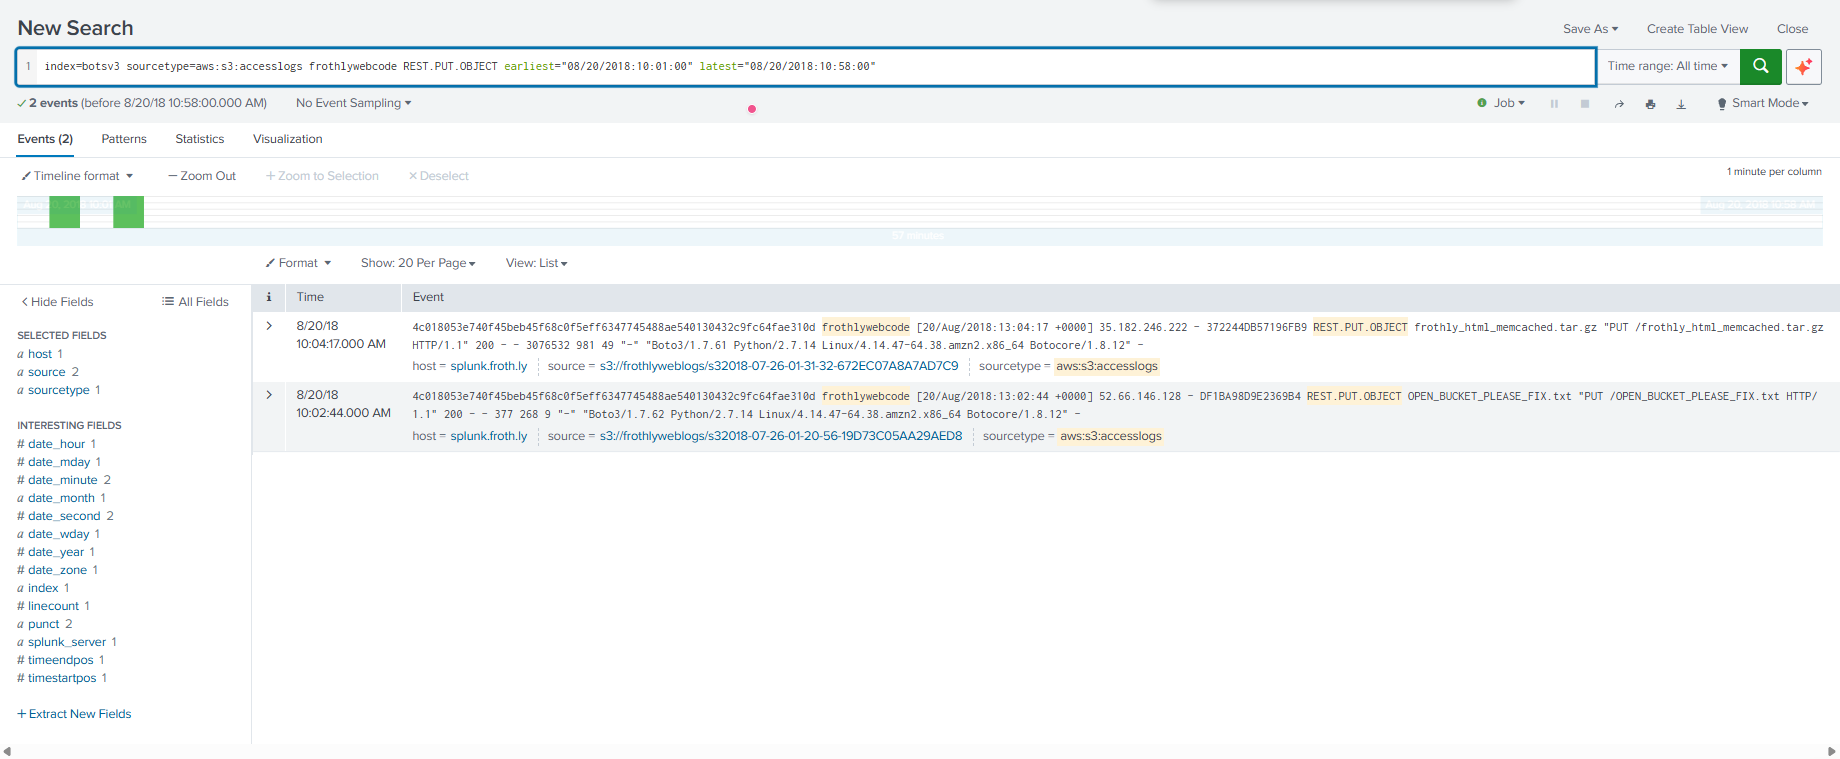 New Search
Save As ▾ Create Table View Close
1 index=botsv3 sourcetype=aws:s3:accesslogs frothlywebcode REST.PUT.OBJECT earliest="08/20/2018:10:01:00" latest="08/20/2018:10:58:00"
Time range: All time ▾
✓ 2 events (before 8/20/18 10:58:00.000 AM) No Event Sampling ▾
Job ▾ Smart Mode ▾
Events (2) Patterns Statistics Visualization
Timeline format ▾ — Zoom Out + Zoom to Selection × Deselect
1 minute per column
Aug 20, 2018 10:01 AM
Aug 20, 2018 10:58 AM
57 minutes
Format ▾ Show: 20 Per Page ▾ View: List ▾
< Hide Fields All Fields
SELECTED FIELDS
a host 1
a source 2
a sourcetype 1
INTERESTING FIELDS
# date_hour 1
# date_mday 1
# date_minute 2
a date_month 1
# date_second 2
a date_wday 1
# date_year 1
# date_zone 1
a index 1
# linecount 1
a punct 2
a splunk_server 1
# timeendpos 1
# timestartpos 1
+ Extract New Fields
i Time Event
8/20/18
10:04:17.000 AM
4c018053e740f45beb45f68c0f5eff6347745488ae540130432c9fc64fae310d frothlywebcode [20/Aug/2018:13:04:17 +0000] 35.182.246.222 - 372244DB57196FB9 REST.PUT.OBJECT frothly_html_memcached.tar.gz "PUT /frothly_html_memcached.tar.gz
HTTP/1.1" 200 - - 3076532 981 49 "-" "Boto3/1.7.61 Python/2.7.14 Linux/4.14.47-64.38.amzn2.x86_64 Botocore/1.8.12" -
host = splunk.froth.ly source = s3://frothlyweblogs/s32018-07-26-01-31-32-672EC07A8A7AD7C9 sourcetype = aws:s3:accesslogs
8/20/18
10:02:44.000 AM
4c018053e740f45beb45f68c0f5eff6347745488ae540130432c9fc64fae310d frothlywebcode [20/Aug/2018:13:02:44 +0000] 52.66.146.128 - DF1BA98D9E2369B4 REST.PUT.OBJECT OPEN_BUCKET_PLEASE_FIX.txt "PUT /OPEN_BUCKET_PLEASE_FIX.txt HTTP/
1.1" 200 - - 377 268 9 "-" "Boto3/1.7.62 Python/2.7.14 Linux/4.14.47-64.38.amzn2.x86_64 Botocore/1.8.12" -
host = splunk.froth.ly source = s3://frothlyweblogs/s32018-07-26-01-20-56-19D73C05AA29AED8 sourcetype = aws:s3:accesslogs